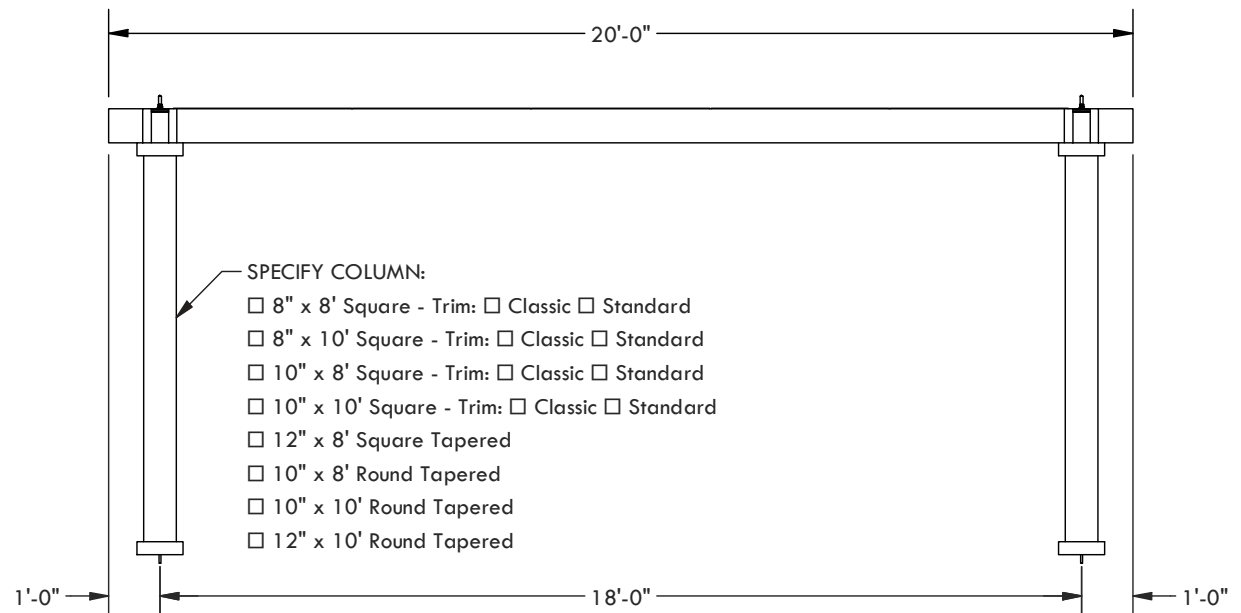 20'-0"
SPECIFY COLUMN:
☐ 8" x 8' Square - Trim: ☐ Classic ☐ Standard
☐ 8" x 10' Square - Trim: ☐ Classic ☐ Standard
☐ 10" x 8' Square - Trim: ☐ Classic ☐ Standard
☐ 10" x 10' Square - Trim: ☐ Classic ☐ Standard
☐ 12" x 8' Square Tapered
☐ 10" x 8' Round Tapered
☐ 10" x 10' Round Tapered
☐ 12" x 10' Round Tapered
1'-0" 18'-0" 1'-0"